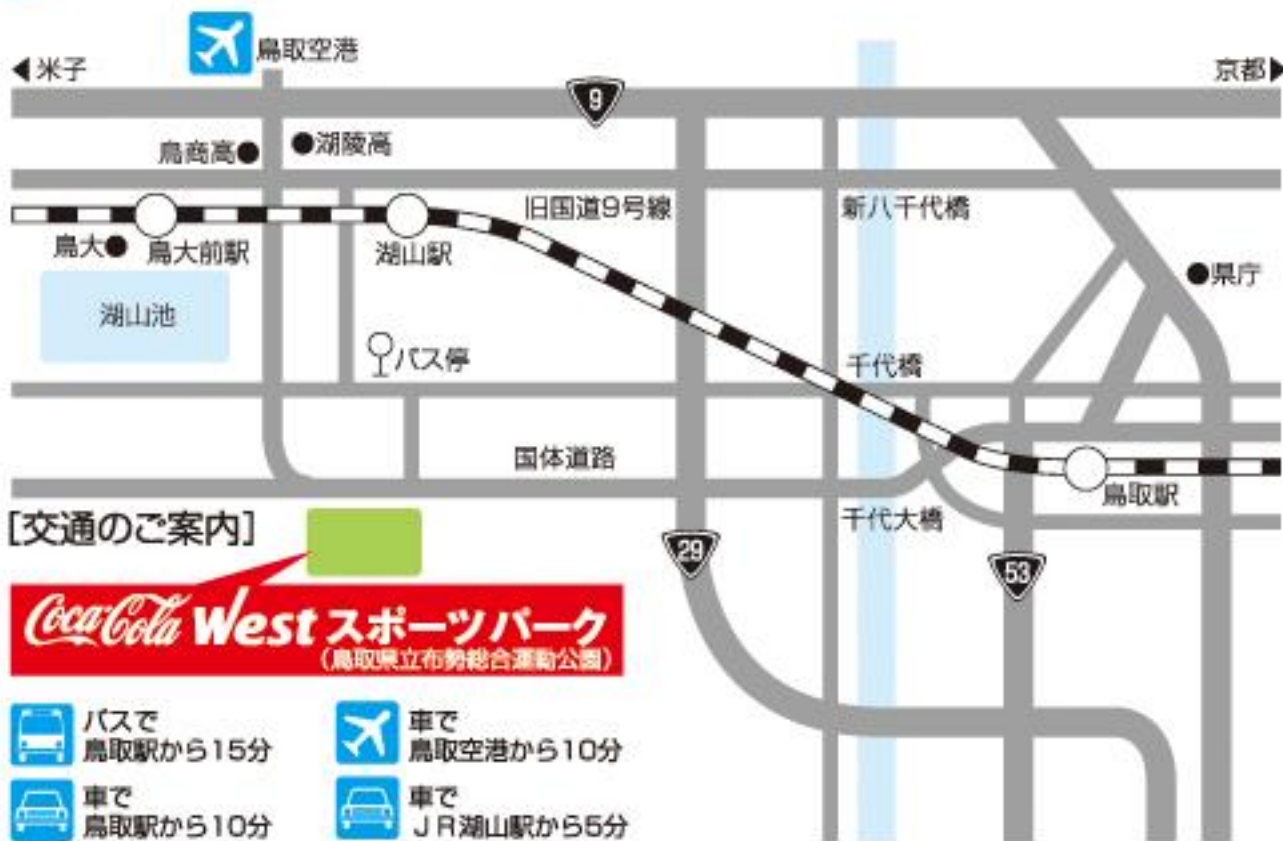 鳥取空港
◀米子
京都▶
9
鳥商高●
●湖陵高
旧国道9号線
新八千代橋
鳥大●
鳥大前駅
湖山駅
●県庁
湖山池
バス停
千代橋
国体道路
鳥取駅
千代大橋
[交通のご案内]
29
53
Coca-Cola West スポーツパーク
(鳥取県立布勢総合運動公園)
バスで
鳥取駅から15分
車で
鳥取空港から10分
車で
鳥取駅から10分
車で
JR湖山駅から5分